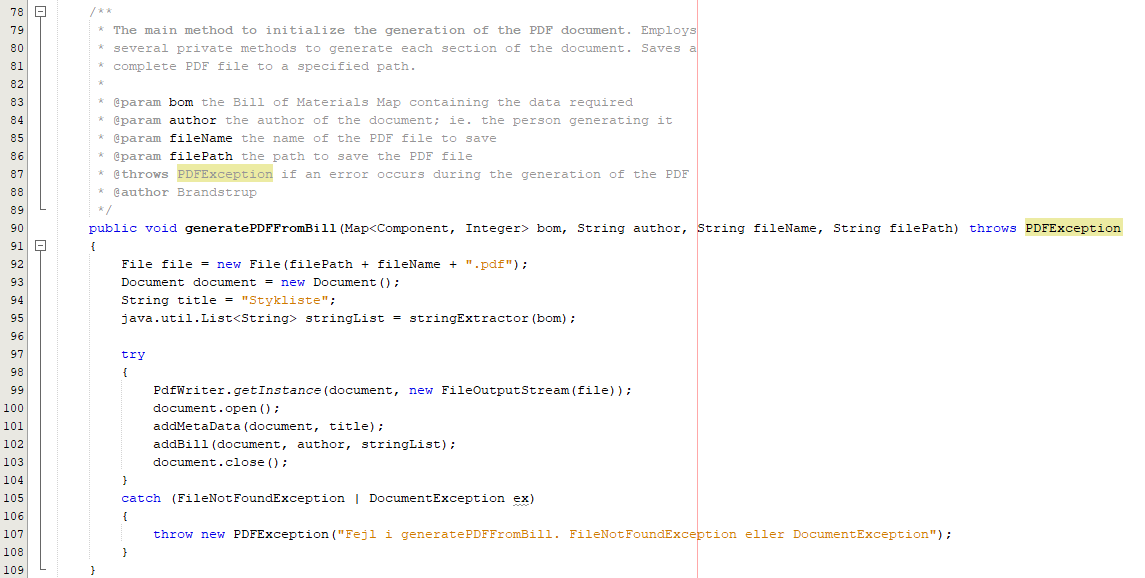 78 /**
79 * The main method to initialize the generation of the PDF document. Employs
80 * several private methods to generate each section of the document. Saves a
81 * complete PDF file to a specified path.
82 *
83 * @param bom the Bill of Materials Map containing the data required
84 * @param author the author of the document; ie. the person generating it
85 * @param fileName the name of the PDF file to save
86 * @param filePath the path to save the PDF file
87 * @throws PDFException if an error occurs during the generation of the PDF
88 * @author Brandstrup
89 */
90 public void generatePDFFromBill(Map<Component, Integer> bom, String author, String fileName, String filePath) throws PDFException
91 {
92 File file = new File(filePath + fileName + ".pdf");
93 Document document = new Document();
94 String title = "Stykliste";
95 java.util.List<String> stringList = stringExtractor(bom);
96
97 try
98 {
99 PdfWriter.getInstance(document, new FileOutputStream(file));
100 document.open();
101 addMetaData(document, title);
102 addBill(document, author, stringList);
103 document.close();
104 }
105 catch (FileNotFoundException | DocumentException ex)
106 {
107 throw new PDFException("Fejl i generatePDFFromBill. FileNotFoundException eller DocumentException");
108 }
109 }